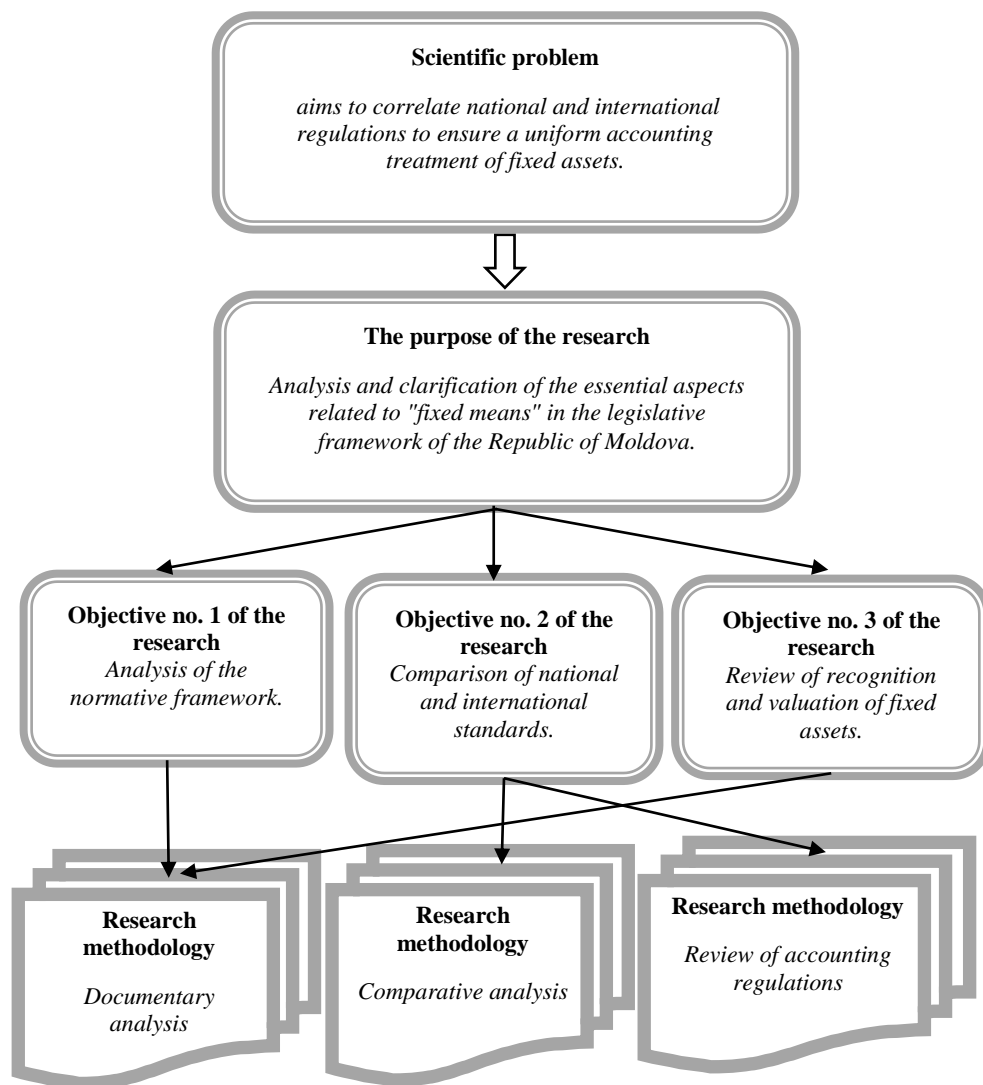 Scientific problem
aims to correlate national and international
regulations to ensure a uniform accounting
treatment of fixed assets.
The purpose of the research
Analysis and clarification of the essential aspects
related to "fixed means" in the legislative
framework of the Republic of Moldova.
Objective no. 1 of the
research
Analysis of the
normative framework.
Objective no. 2 of the
research
Comparison of national
and international
standards.
Objective no. 3 of the
research
Review of recognition
and valuation of fixed
assets.
Research
methodology
Documentary
analysis
Research
methodology
Comparative analysis
Research methodology
Review of accounting
regulations